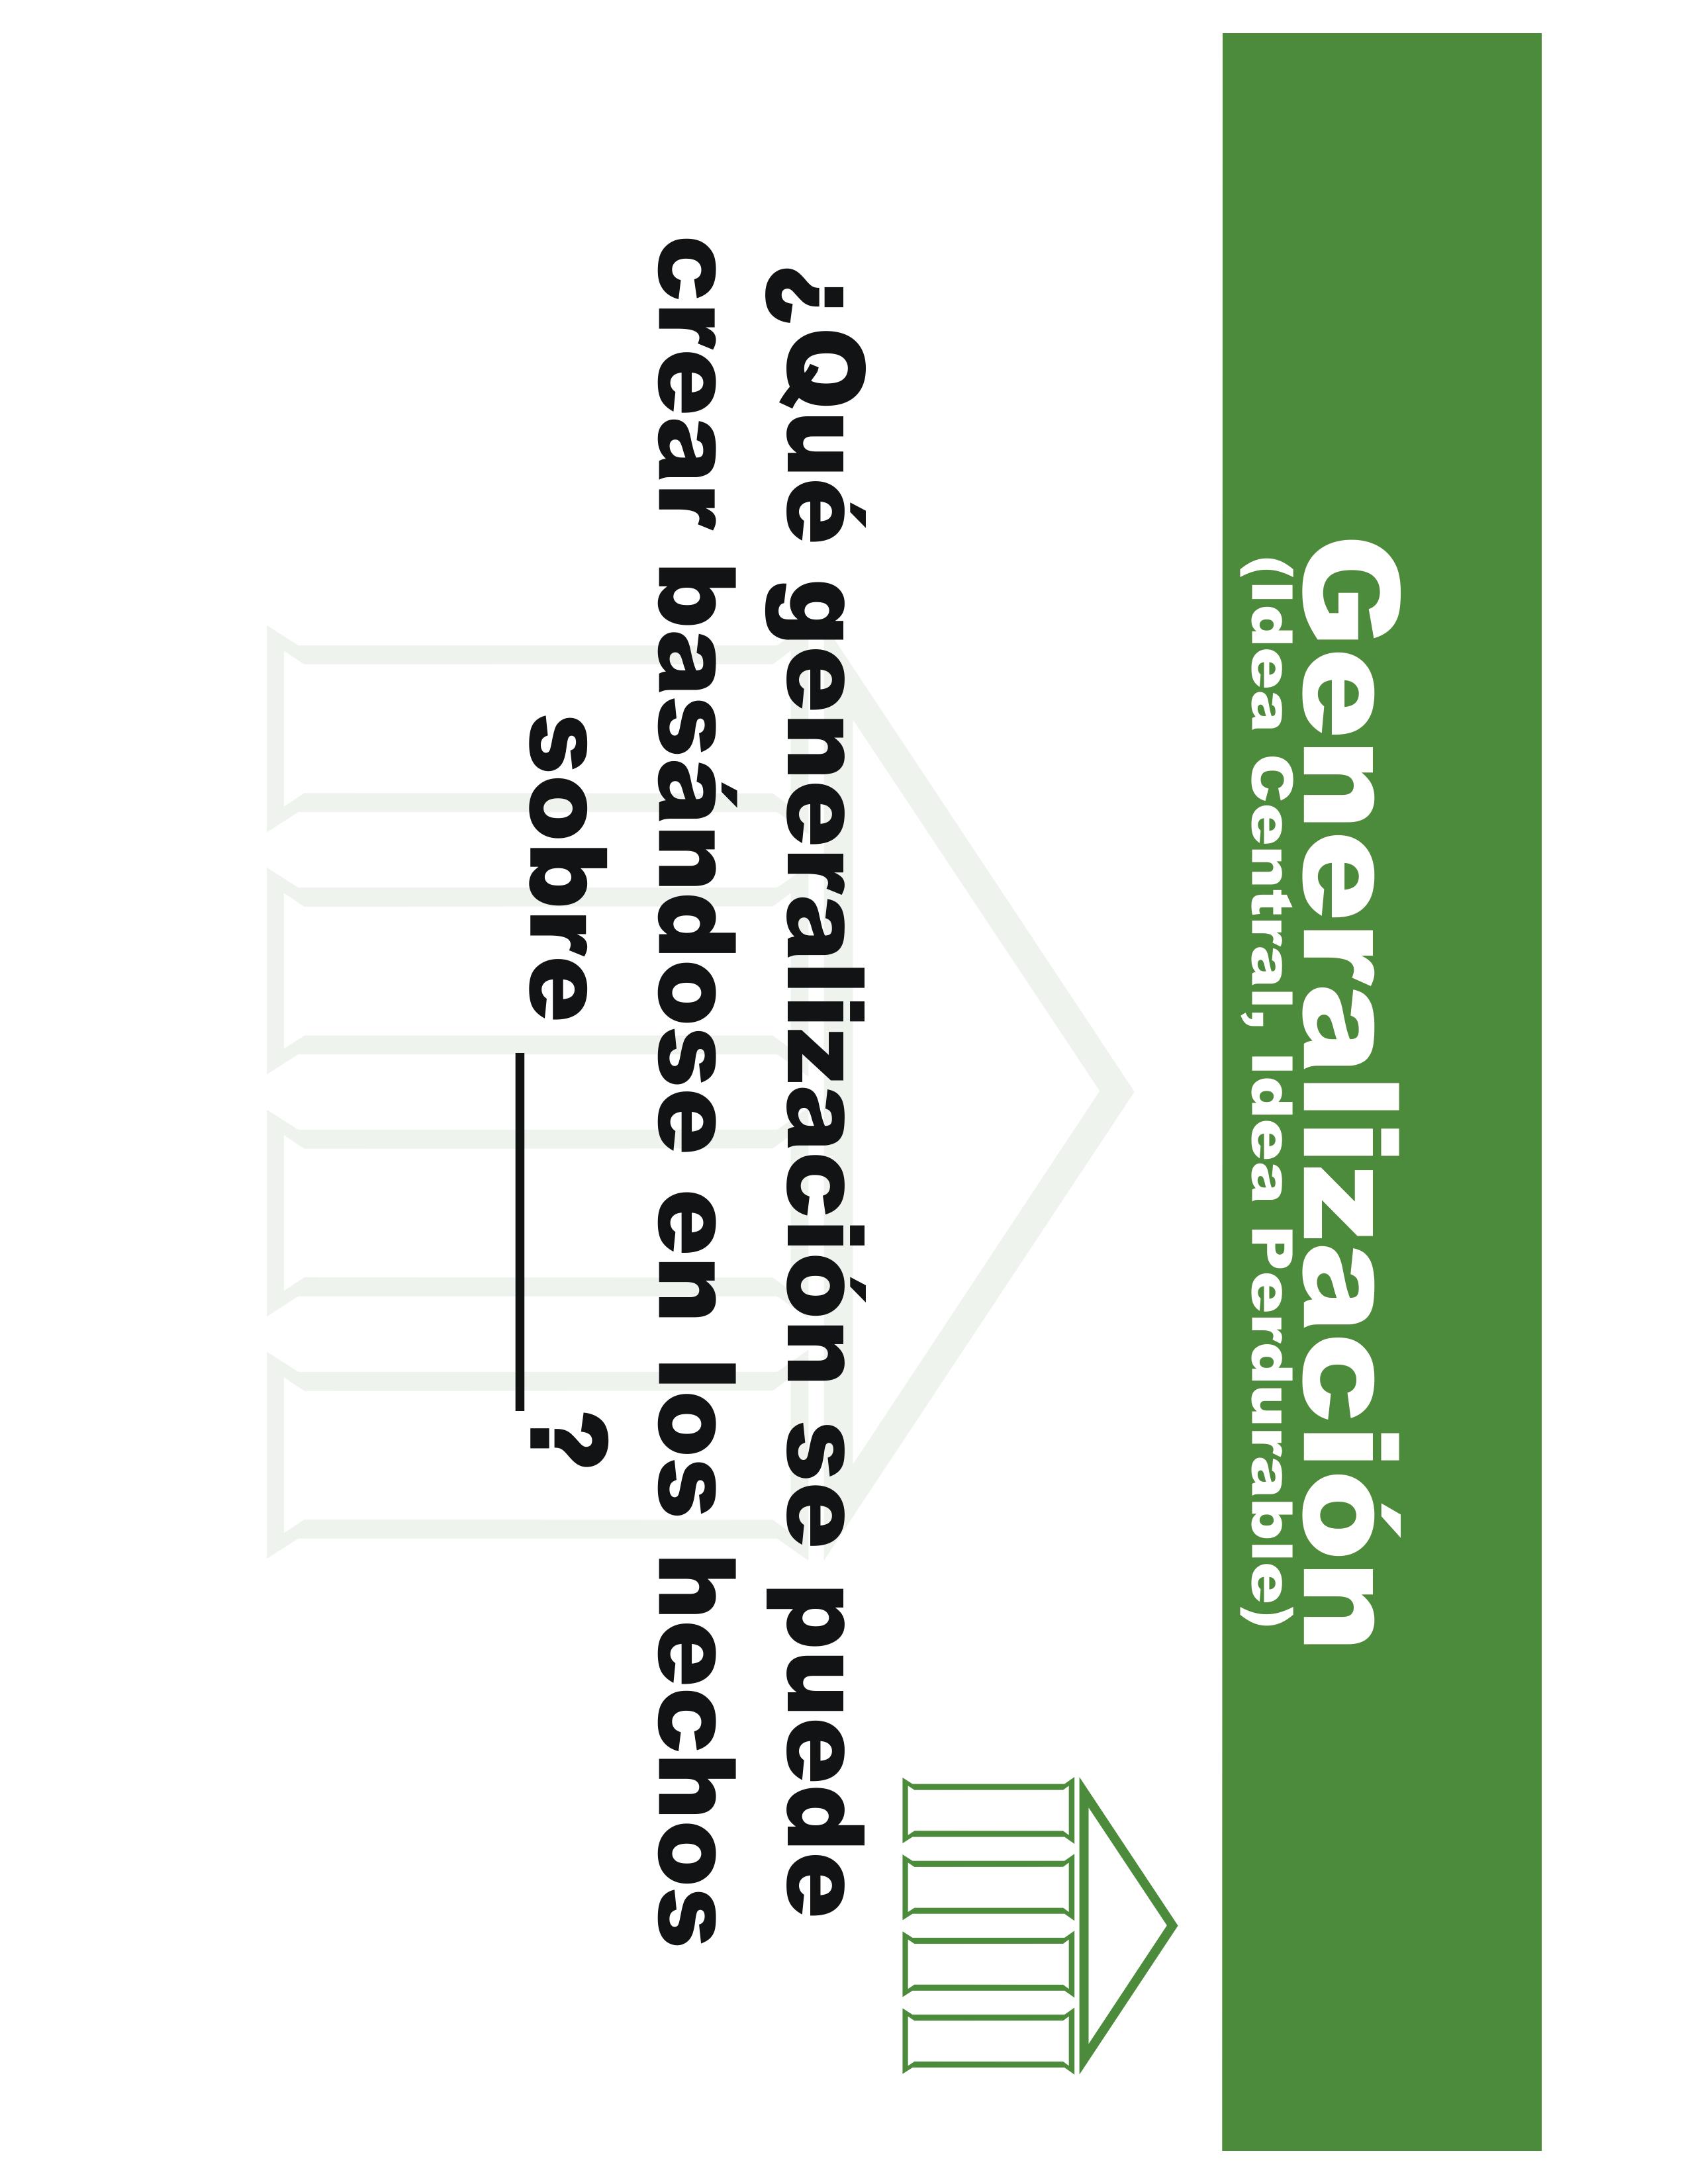 Generalización
(Idea Central, Idea Perdurable)
¿Qué generalización se puede
crear basándose en los hechos
sobre _______?